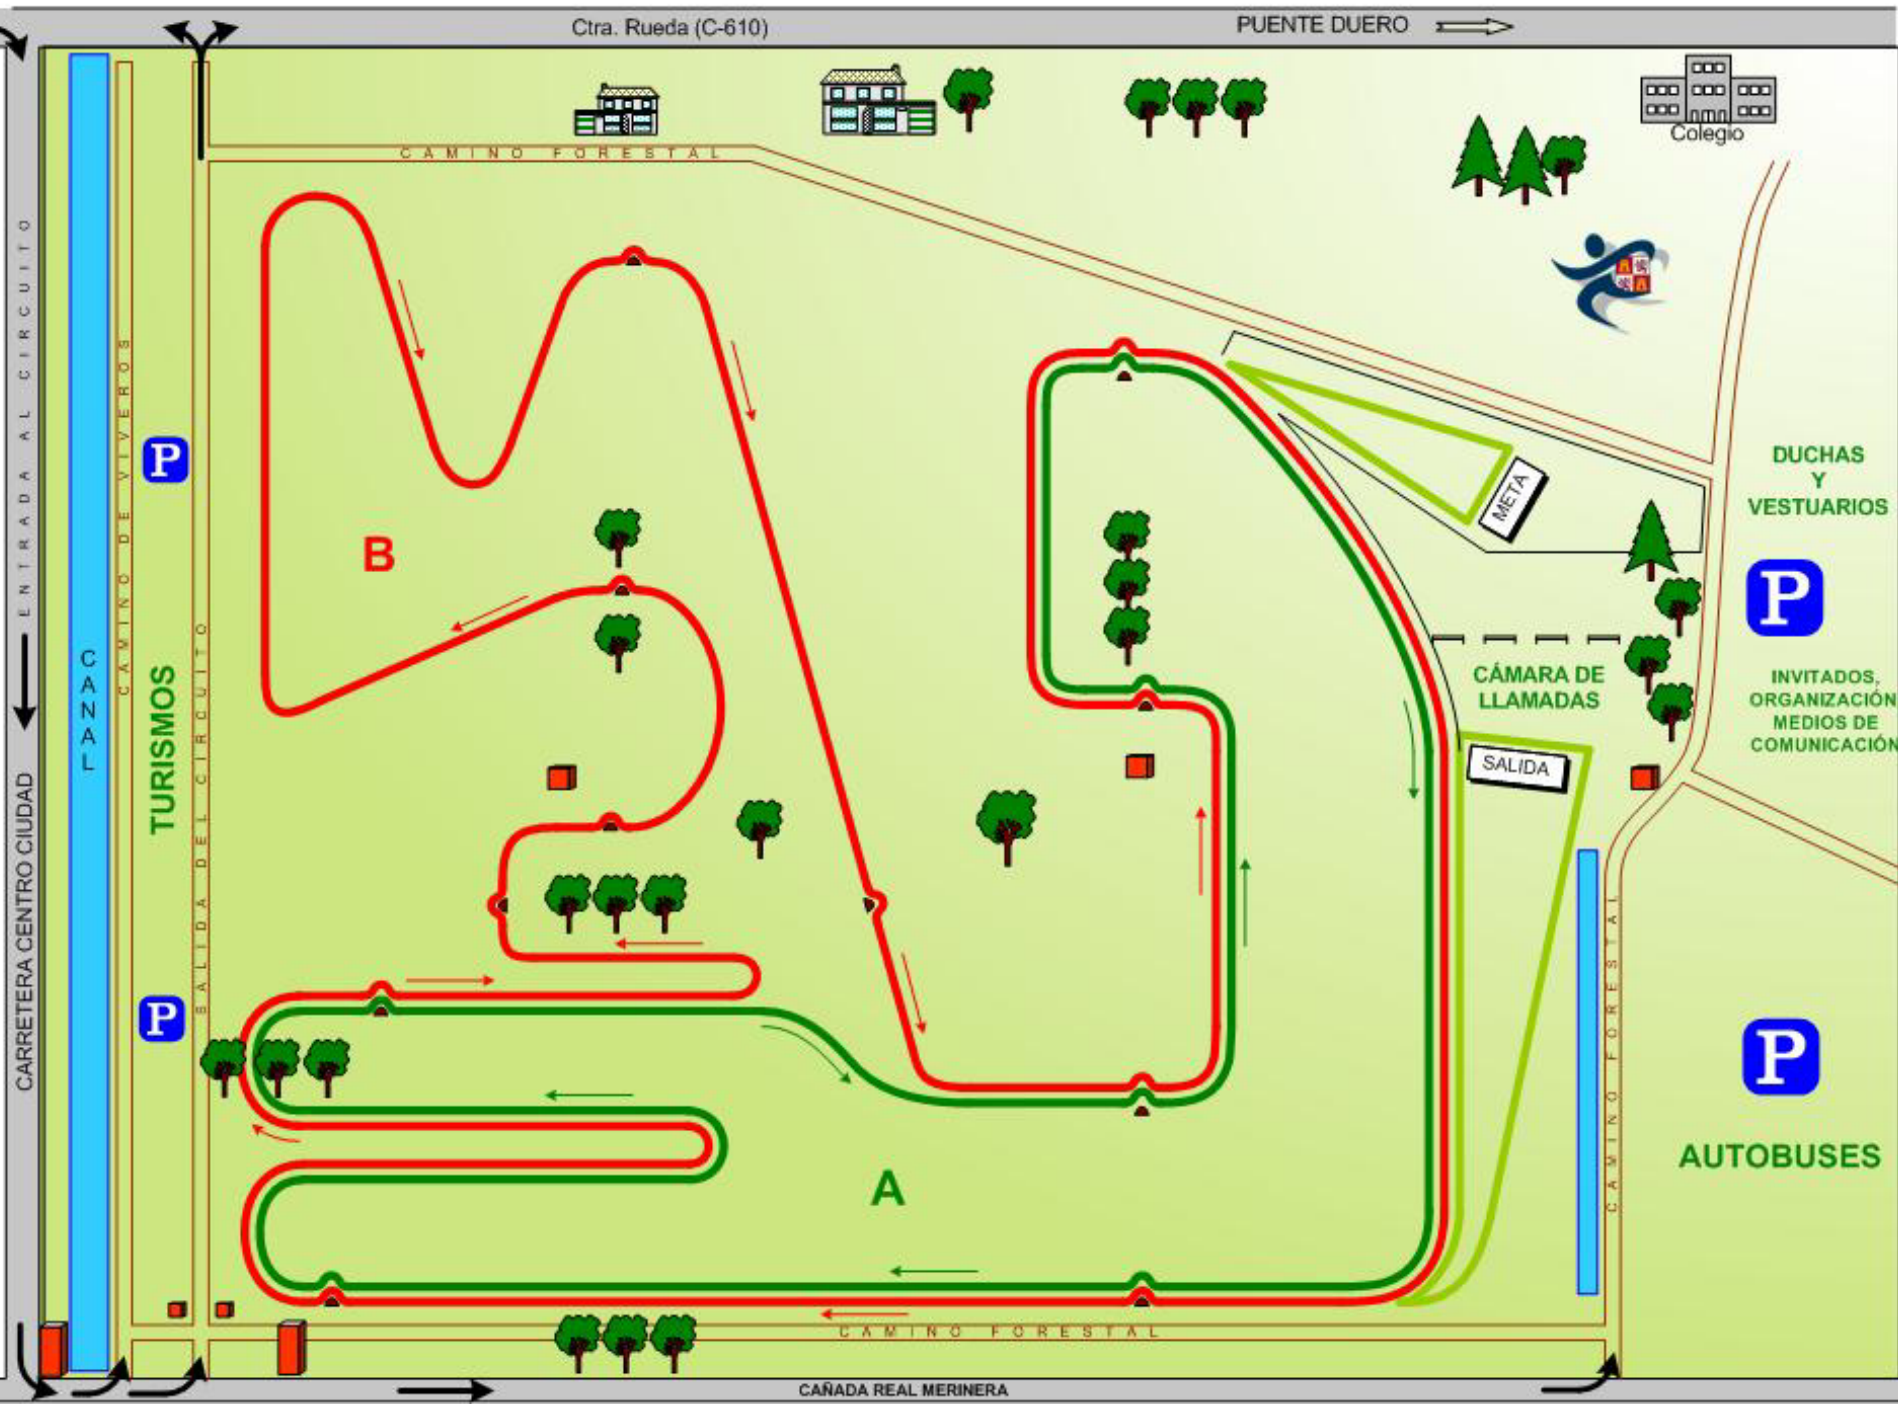 Ctra. Rueda (C-610)
PUENTE DUERO
Colegio
CAMINO FORESTAL
ENTRADA AL CIRCUITO
CARRETERA CENTRO CIUDAD
CANAL
CAMINO DE VIVEROS
P
TURISMOS
SALIDA DEL CIRCUITO
P
B
A
META
DUCHAS
Y
VESTUARIOS
P
CÁMARA DE
LLAMADAS
INVITADOS,
ORGANIZACIÓN
MEDIOS DE
COMUNICACIÓN
SALIDA
CAMINO FORESTAL
P
AUTOBUSES
CAMINO FORESTAL
CAÑADA REAL MERINERA